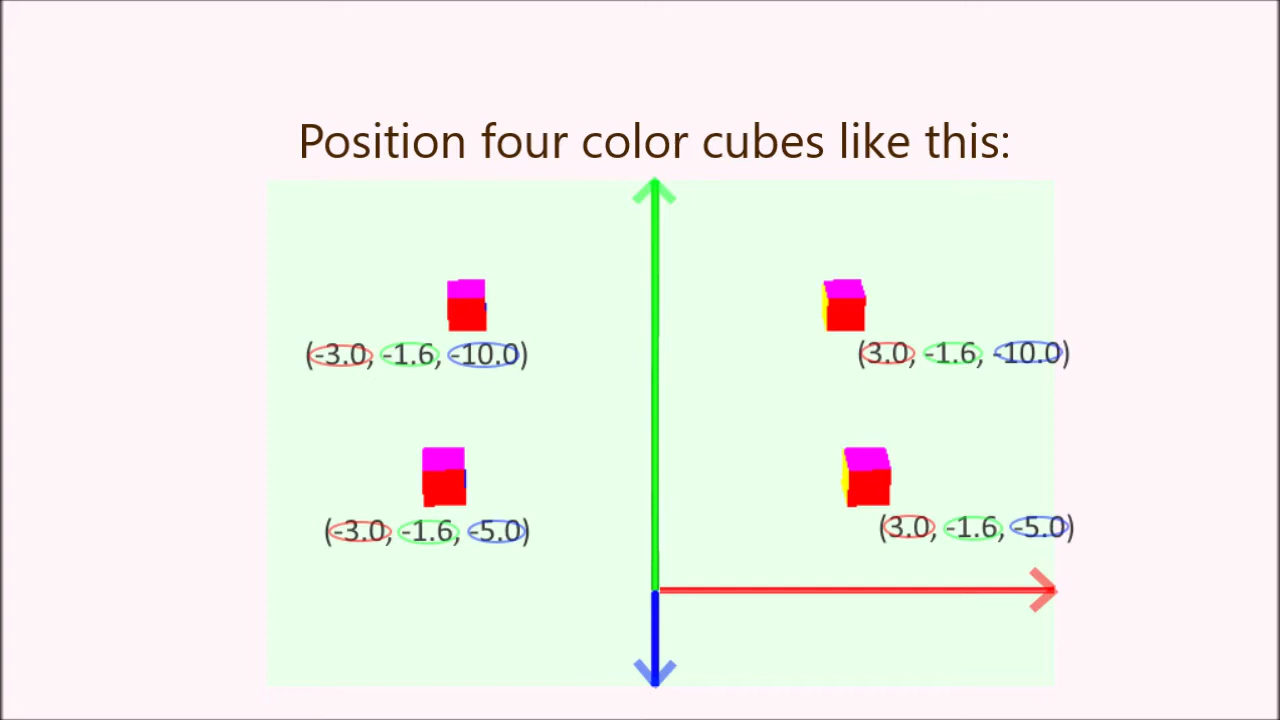 Position four color cubes like this:
(-3.0, -1.6, -10.0)
(3.0, -1.6, -10.0)
(-3.0, -1.6, -5.0)
(3.0, -1.6, -5.0)